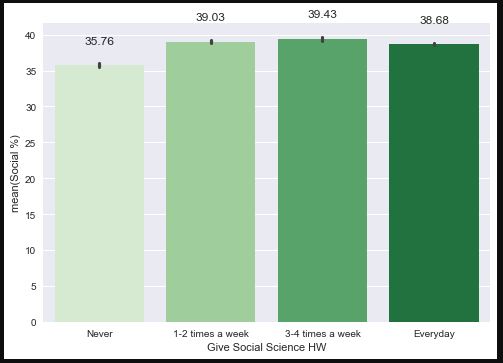 35.76
39.03
39.43
38.68
40
35
30
25
20
15
10
5
0
mean(Social %)
Never
1-2 times a week
3-4 times a week
Everyday
Give Social Science HW